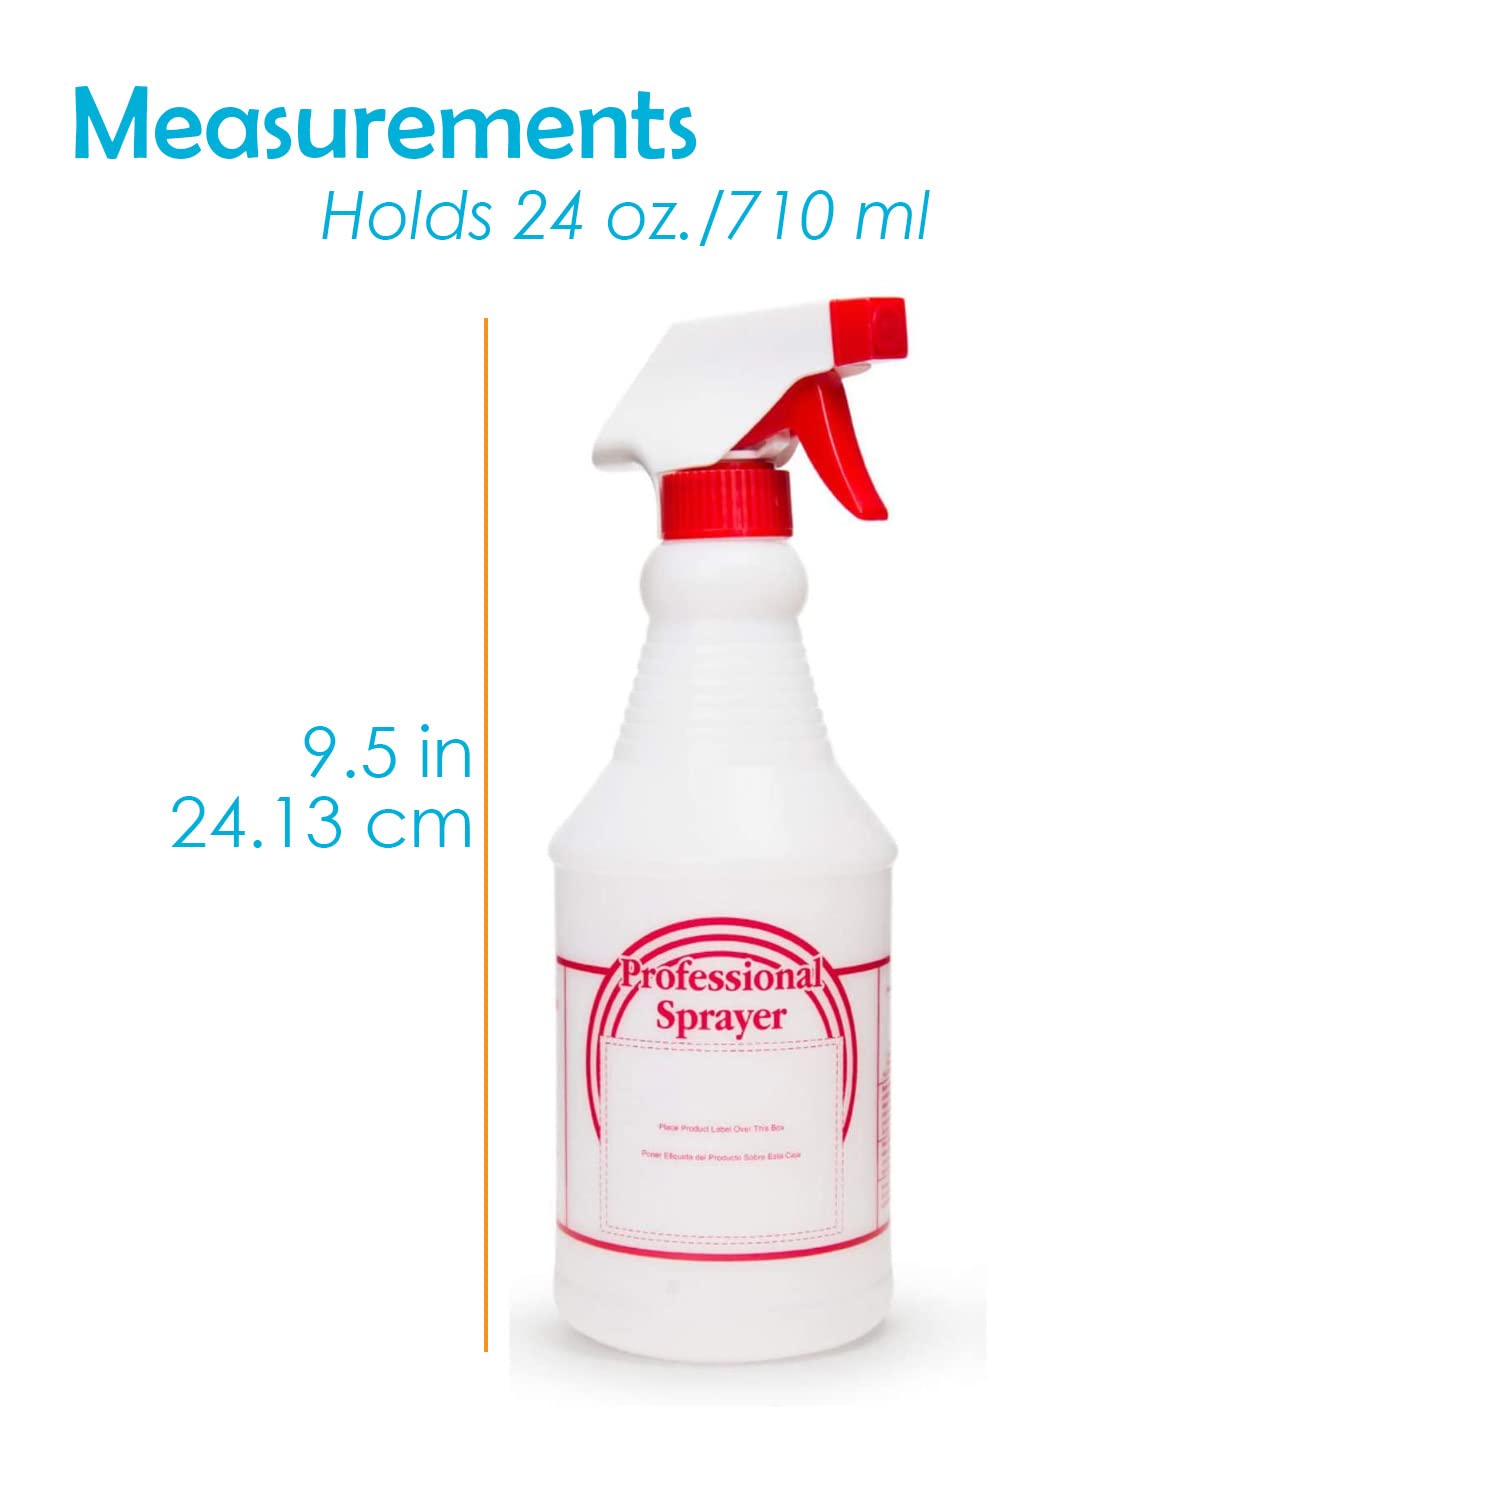 Measurements
Holds 24 oz./710 ml
9.5 in
24.13 cm
Professional
Sprayer
Place Product Label Over This Box
Poner Etiqueta del Producto Sobre Esta Caja